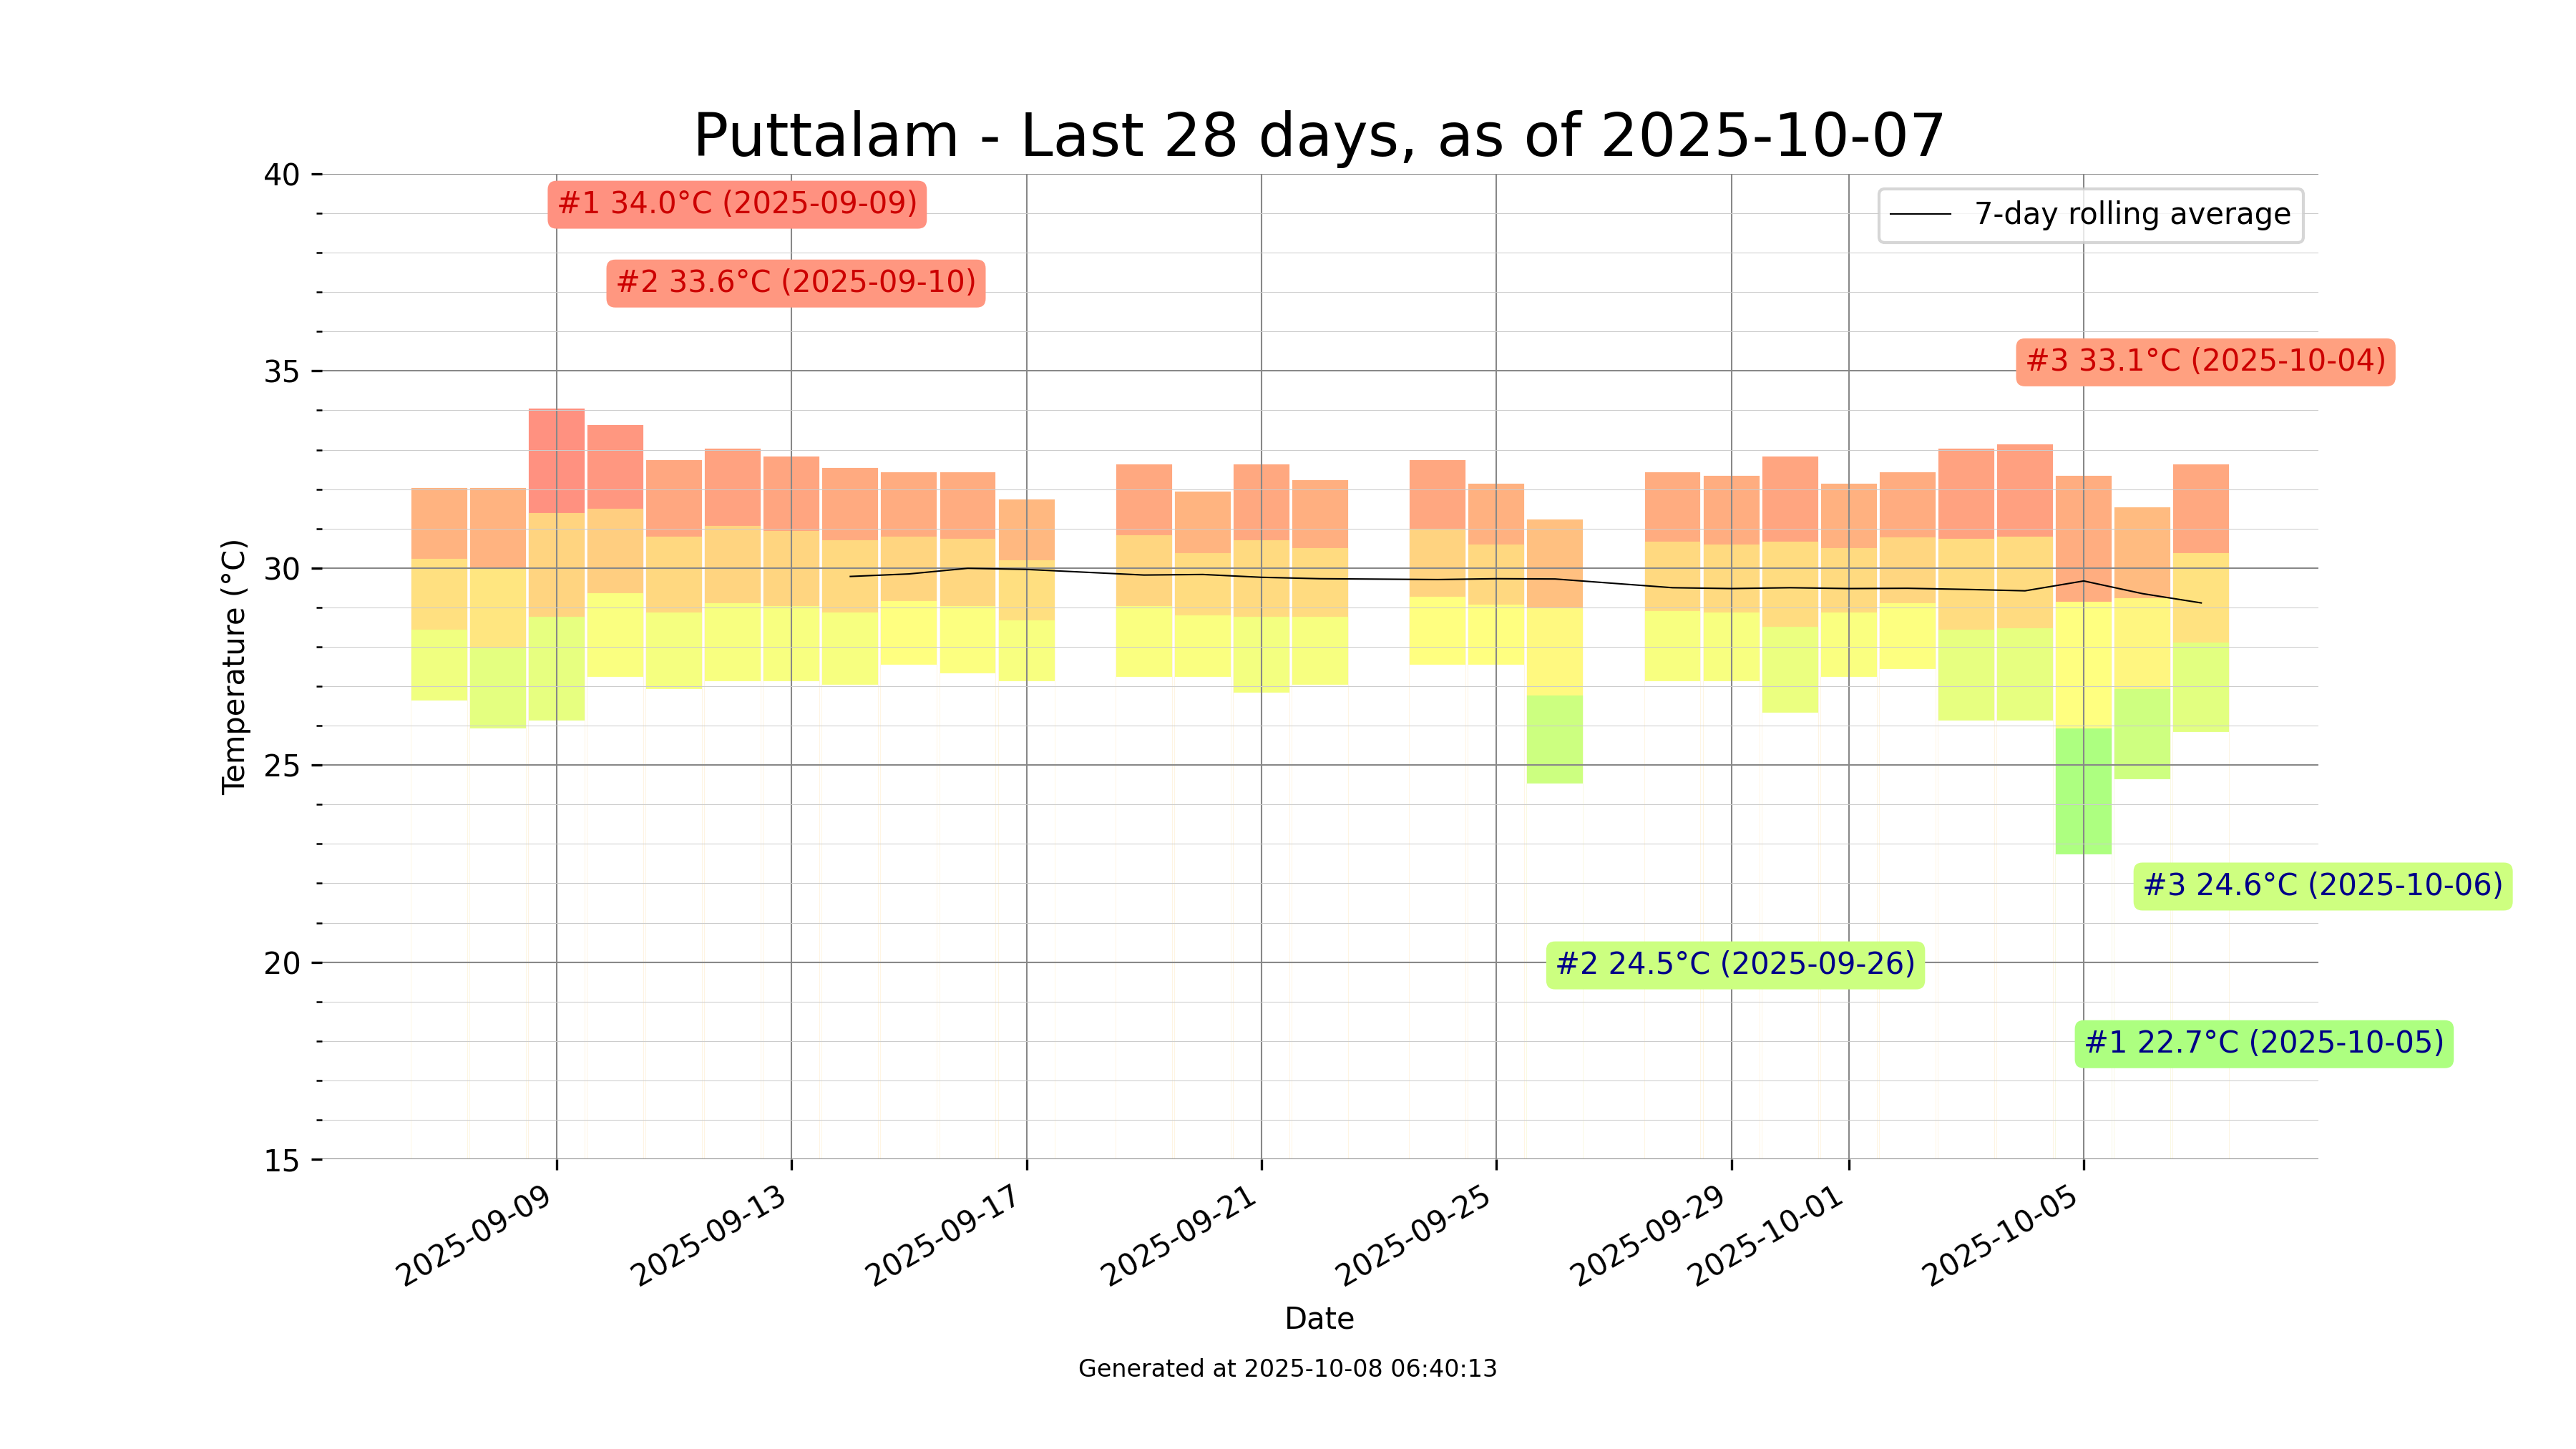 Puttalam - Last 28 days, as of 2025-10-07
40
#1 34.0°C (2025-09-09)
7-day rolling average
#2 33.6°C (2025-09-10)
#3 33.1°C (2025-10-04)
35
30
Temperature (°C)
25
#3 24.6°C (2025-10-06)
20
#2 24.5°C (2025-09-26)
#1 22.7°C (2025-10-05)
15
2025-09-09
2025-09-13
2025-09-17
2025-09-21
2025-09-25
2025-09-29
2025-10-01
2025-10-05
Date
Generated at 2025-10-08 06:40:13